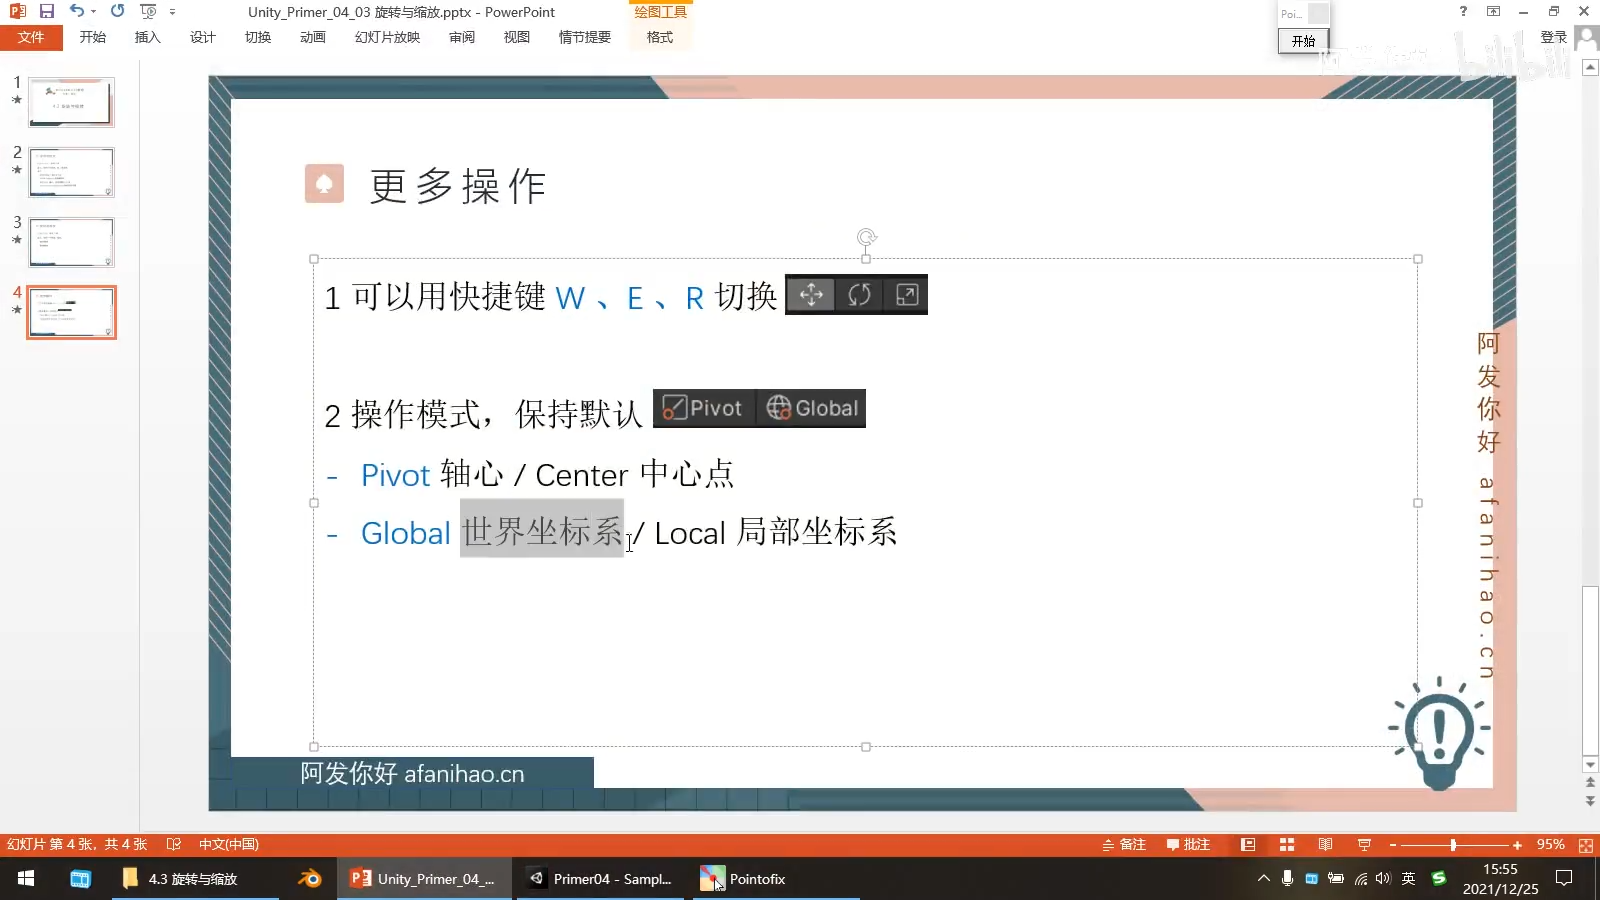 Unity_Primer_04_03 旋转与缩放.pptx - PowerPoint
绘图工具
Poi...
开始
文件 开始 插入 设计 切换 动画 幻灯片放映 审阅 视图 情节提要 格式
登录
bilibili
1
2
3
4
更多操作
1 可以用快捷键 W 、E 、R 切换
2 操作模式，保持默认 Pivot Global
- Pivot 轴心 / Center 中心点
- Global 世界坐标系 / Local 局部坐标系
阿发你好 afanihao.cn
阿发你好 afanihao.cn
幻灯片 第 4 张，共 4 张 中文(中国) 备注 批注 95%
4.3 旋转与缩放 Unity_Primer_04_... Primer04 - Sampl... Pointofix 英 15:55
2021/12/25